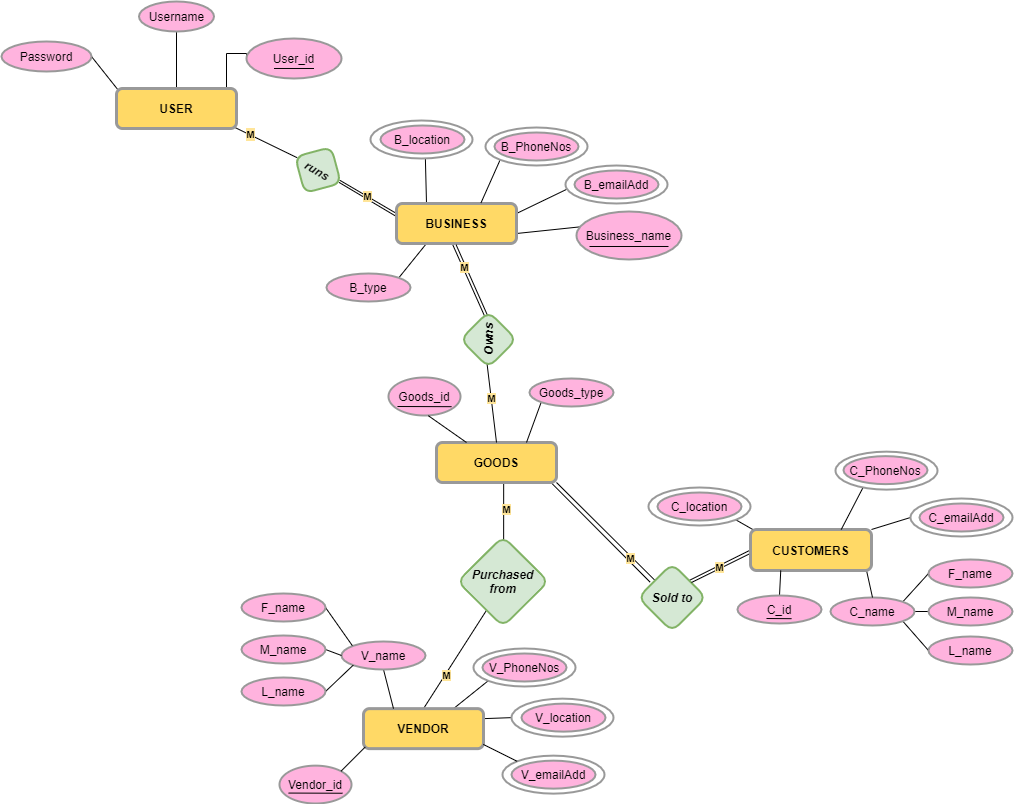 Username
Password
User_id
USER
M
runs
M
B_location
B_PhoneNos
B_emailAdd
BUSINESS
Business_name
B_type
M
Owns
M
Goods_id
Goods_type
GOODS
M
Purchased
from
M
M
Sold to
M
C_location
C_PhoneNos
C_emailAdd
CUSTOMERS
C_id
C_name
F_name
M_name
L_name
F_name
M_name
L_name
V_name
V_PhoneNos
V_location
VENDOR
V_emailAdd
Vendor_id